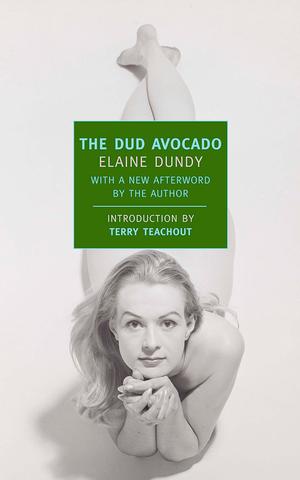 THE DUD AVOCADO
ELAINE DUNDY
WITH A NEW AFTERWORD
BY THE AUTHOR
INTRODUCTION BY
TERRY TEACHOUT